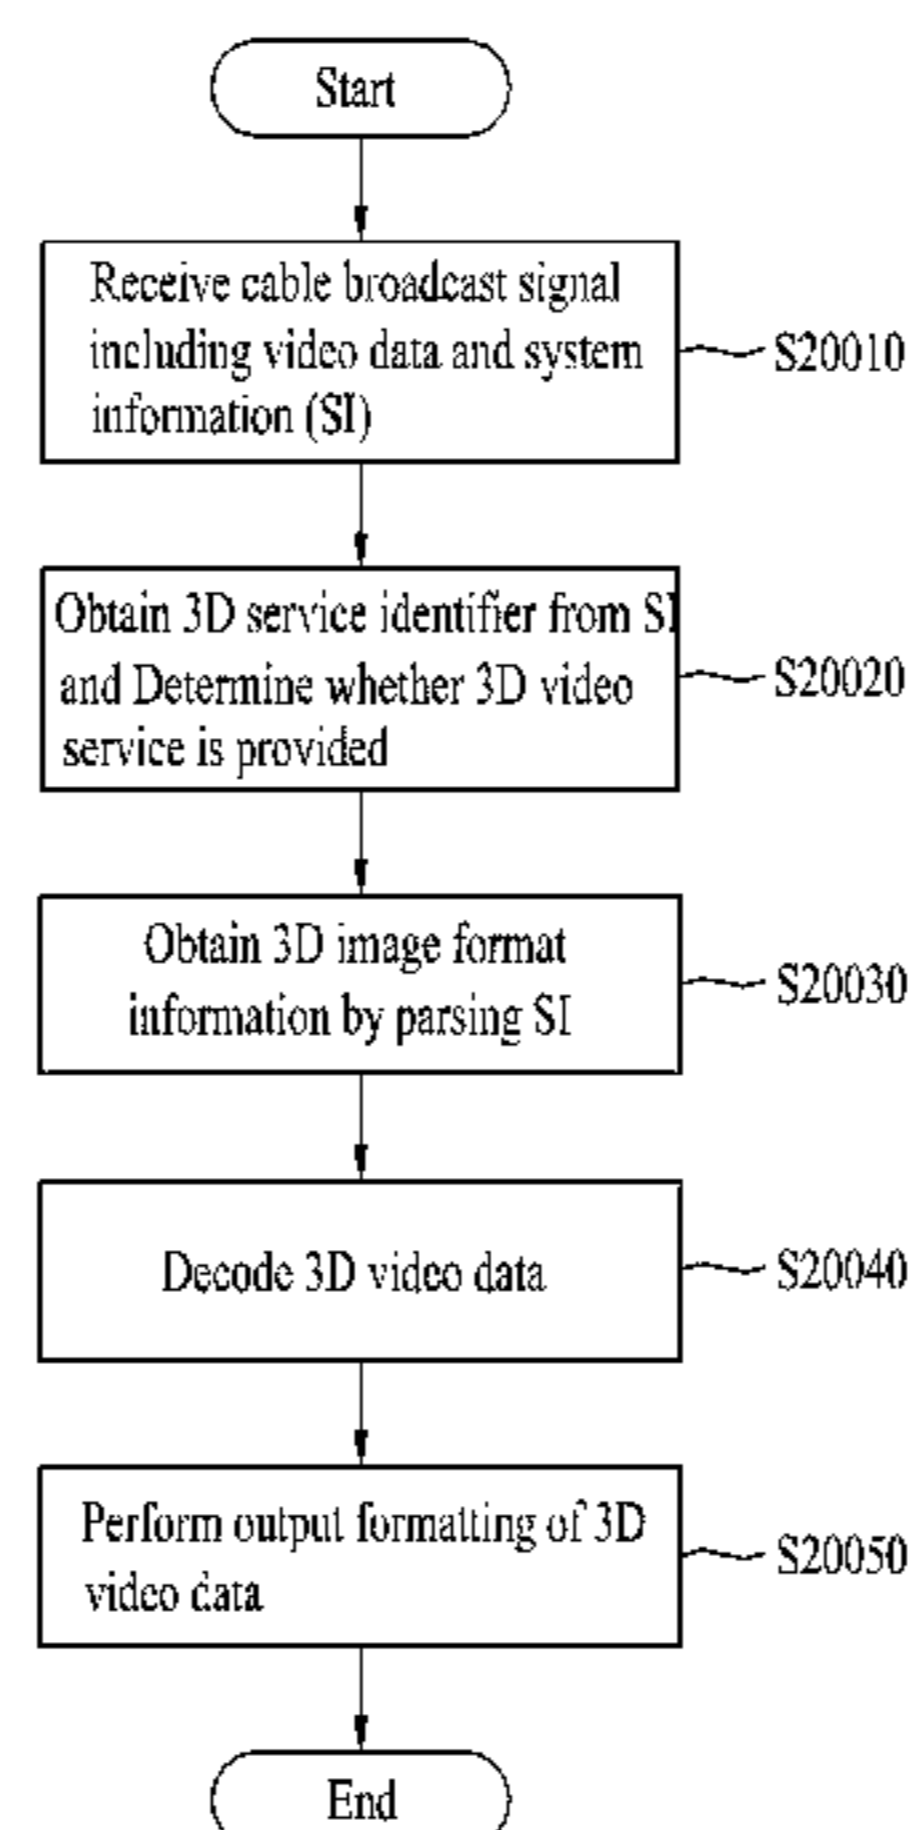 Start
Receive cable broadcast signal
including video data and system
information (SI)
S20010
Obtain 3D service identifier from SI
and Determine whether 3D video
service is provided
S20020
Obtain 3D image format
information by parsing SI
S20030
Decode 3D video data
S20040
Perform output formatting of 3D
video data
S20050
End